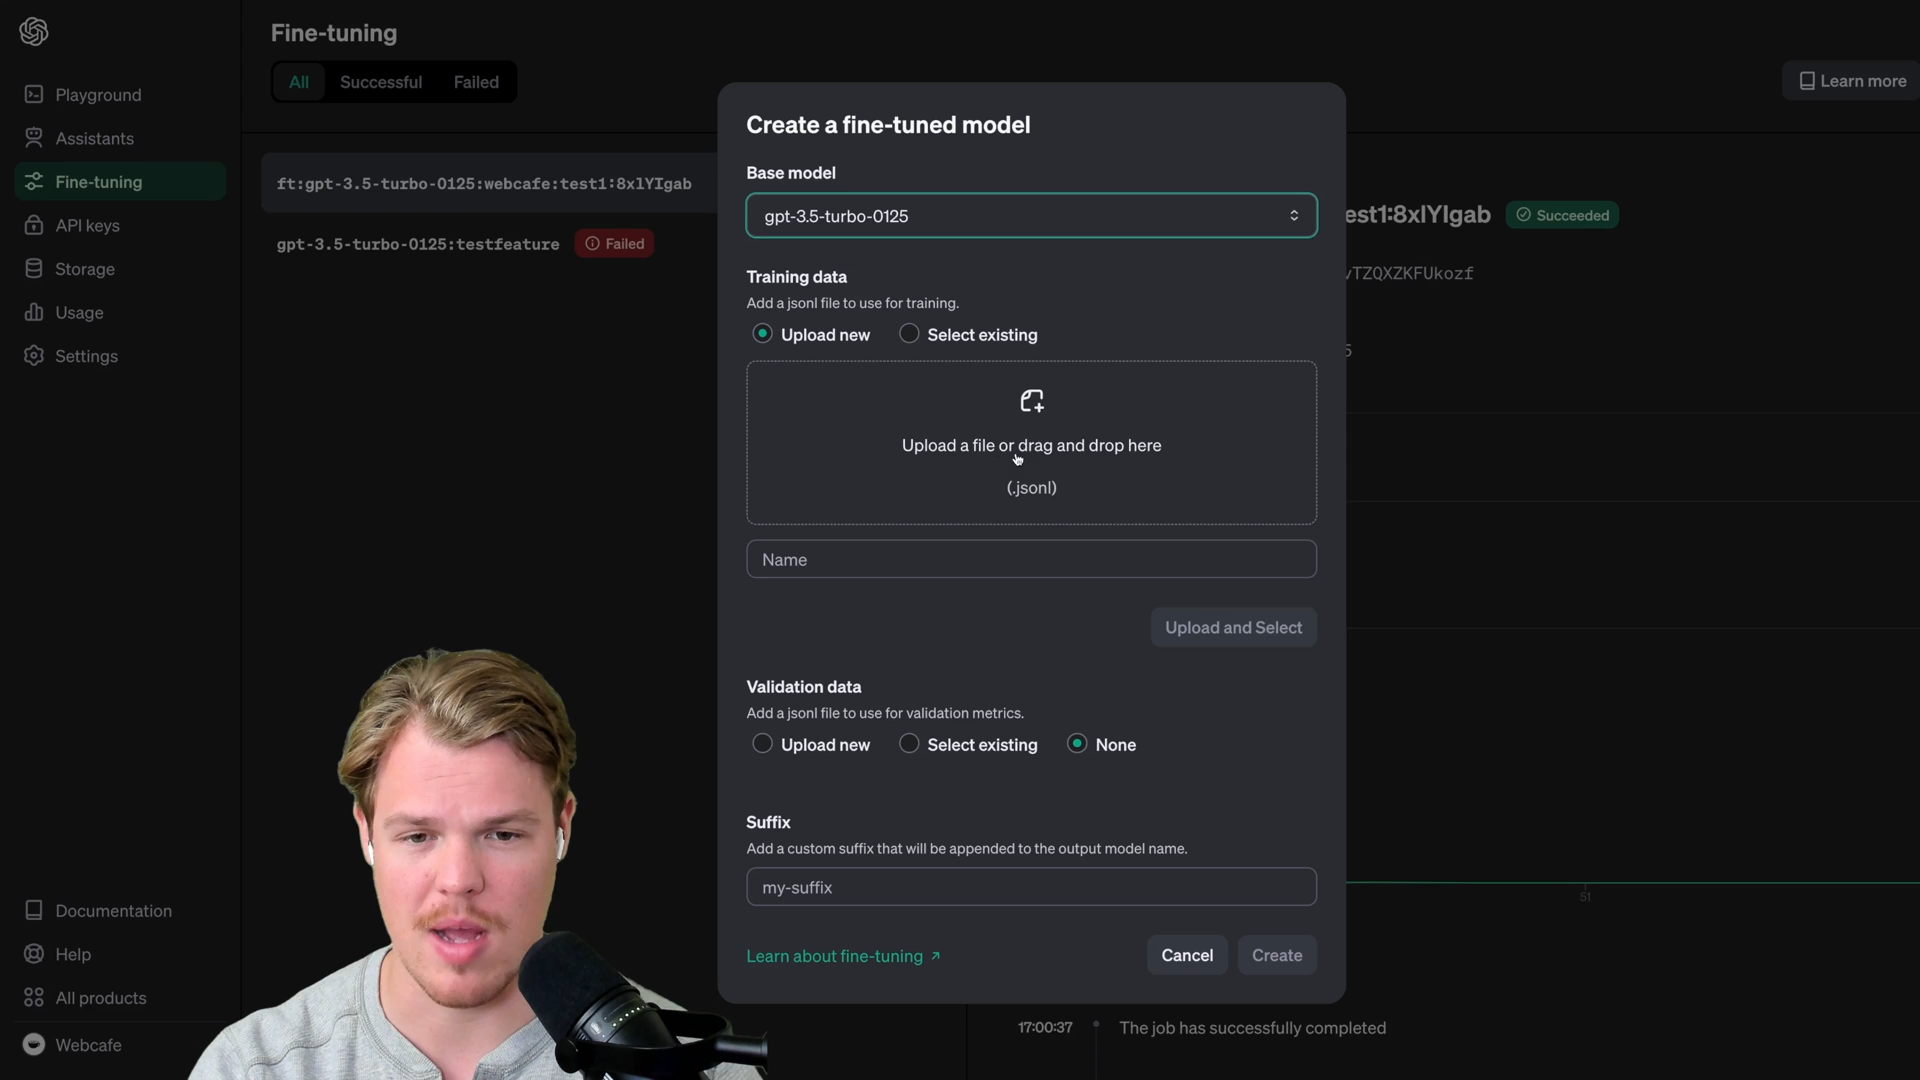 Fine-tuning
All
Successful
Failed
Learn more
Playground
Assistants
Fine-tuning
API keys
Storage
Usage
Settings
ft:gpt-3.5-turbo-0125:webcafe:test1:8xlYIgab
gpt-3.5-turbo-0125:testfeature
Failed
Create a fine-tuned model
Base model
gpt-3.5-turbo-0125
Training data
Add a jsonl file to use for training.
Upload new
Select existing
Upload a file or drag and drop here
(.jsonl)
Name
Upload and Select
Validation data
Add a jsonl file to use for validation metrics.
Upload new
Select existing
None
Suffix
Add a custom suffix that will be appended to the output model name.
my-suffix
Learn about fine-tuning
Cancel
Create
est1:8xlYIgab
Succeeded
vTZQXZKFUkozf
5
51
17:00:37
The job has successfully completed
Documentation
Help
All products
Webcafe